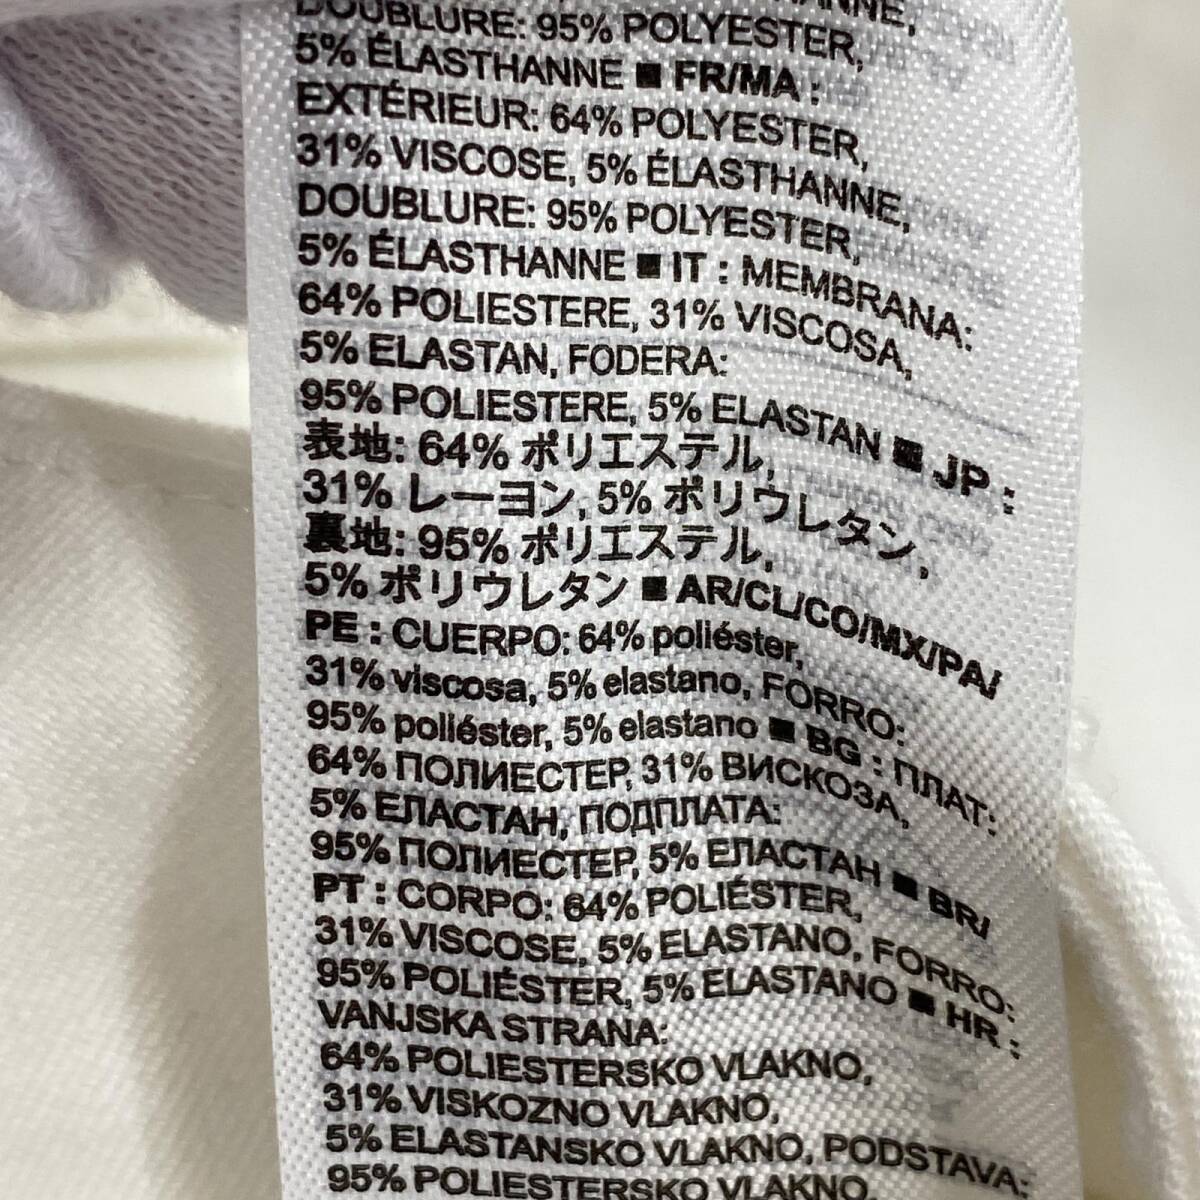 DOUBLURE: 95% POLYESTER,
5% ÉLASTHANNE ■ FR/MA :
EXTÉRIEUR: 64% POLYESTER,
31% VISCOSE, 5% ÉLASTHANNE,
DOUBLURE: 95% POLYESTER,
5% ÉLASTHANNE ■ IT : MEMBRANA:
64% POLIESTERE, 31% VISCOSA,
5% ELASTAN, FODERA:
95% POLIESTERE, 5% ELASTAN ■ JP :
表地: 64% ポリエステル,
31% レーヨン, 5% ポリウレタン,
裏地: 95% ポリエステル,
5% ポリウレタン ■ AR/CL/CO/MX/PA/
PE : CUERPO: 64% poliéster,
31% viscosa, 5% elastano, FORRO:
95% poliéster, 5% elastano ■ BG : ПЛАТ:
64% ПОЛИЕСТЕР, 31% ВИСКОЗА,
5% ЕЛАСТАН, ПОДПЛАТА:
95% ПОЛИЕСТЕР, 5% ЕЛАСТАН ■ BR/
PT : CORPO: 64% POLIÉSTER,
31% VISCOSE, 5% ELASTANO, FORRO:
95% POLIÉSTER, 5% ELASTANO ■ HR :
VANJSKA STRANA:
64% POLIESTERSKO VLAKNO,
31% VISKOZNO VLAKNO,
5% ELASTANSKO VLAKNO, PODSTAVA:
95% POLIESTERSKO VLAKNO,